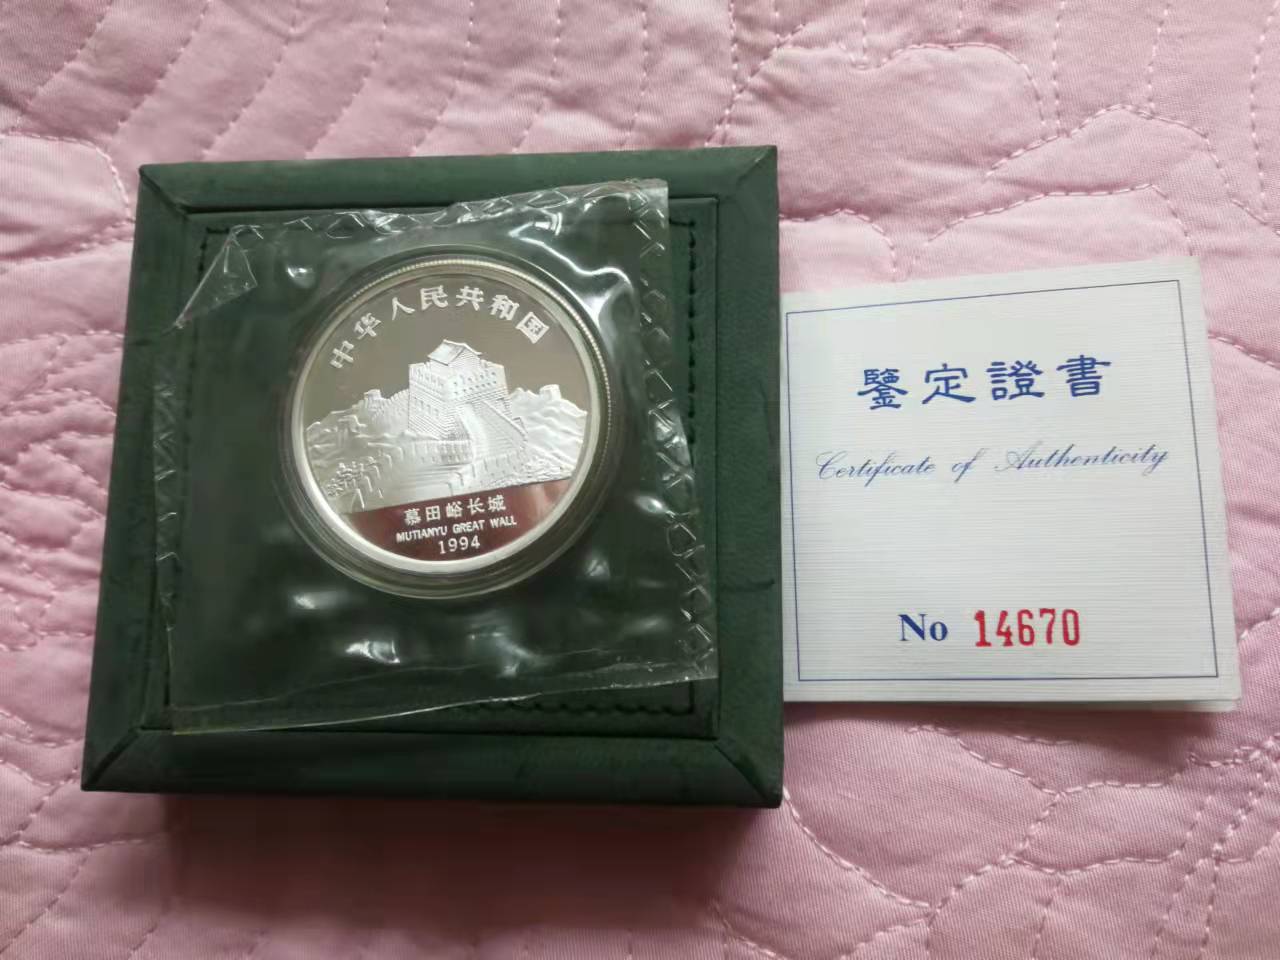 中华人民共和国
慕田峪长城
MUTIANYU GREAT WALL
1994
鑒定證書
Certificate of Authenticity
No 14670